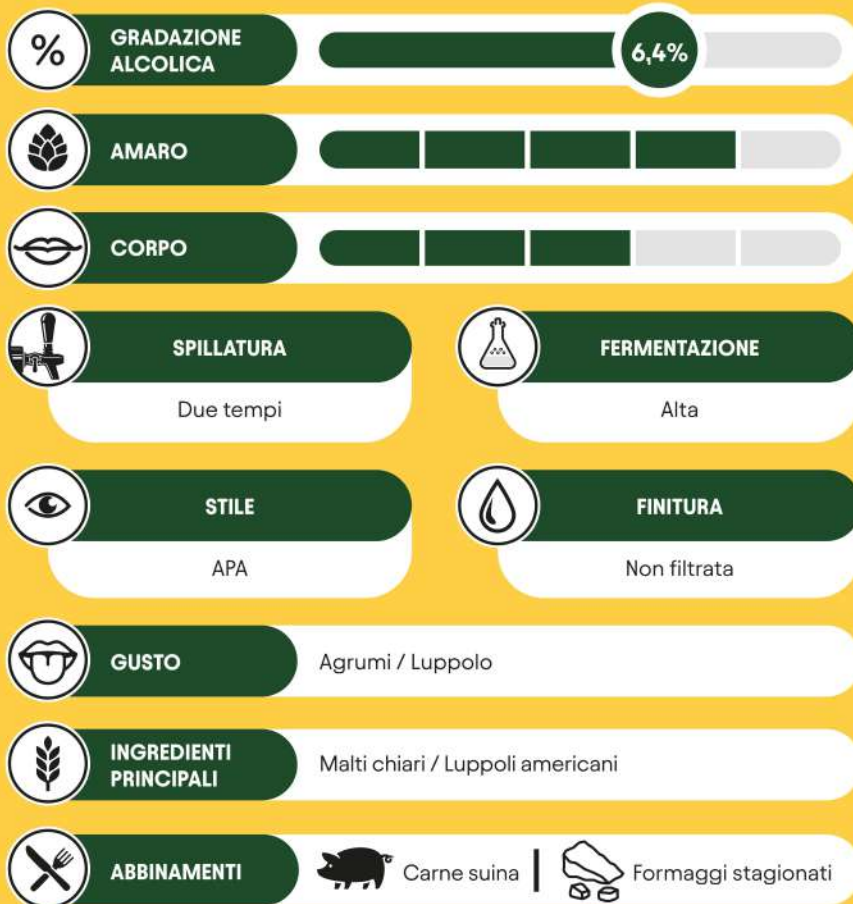 %
GRADAZIONE
ALCOLICA
6,4%
AMARO
CORPO
SPILLATURA
FERMENTAZIONE
Due tempi
Alta
STILE
FINITURA
APA
Non filtrata
GUSTO
Agrumi / Luppolo
INGREDIENTI
PRINCIPALI
Malti chiari / Luppoli americani
ABBINAMENTI
Carne suina
Formaggi stagionati